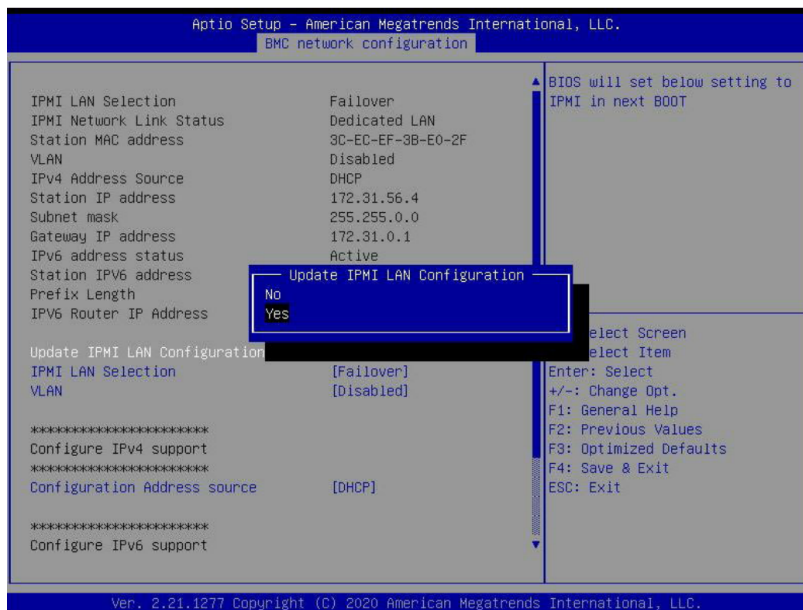 Aptio Setup – American Megatrends International, LLC.
BMC network configuration
IPMI LAN Selection Failover
IPMI Network Link Status Dedicated LAN
Station MAC address 3C-EC-EF-3B-E0-2F
VLAN Disabled
IPv4 Address Source DHCP
Station IP address 172.31.56.4
Subnet mask 255.255.0.0
Gateway IP address 172.31.0.1
IPv6 address status Active
Station IPV6 address
Prefix Length
IPV6 Router IP Address
Update IPMI LAN Configuration
IPMI LAN Selection [Failover]
VLAN [Disabled]
***********************
Configure IPv4 support
***********************
Configuration Address source [DHCP]
***********************
Configure IPv6 support
Update IPMI LAN Configuration
No
Yes
BIOS will set below setting to
IPMI in next BOOT
elect Screen
elect Item
Enter: Select
+/-: Change Opt.
F1: General Help
F2: Previous Values
F3: Optimized Defaults
F4: Save & Exit
ESC: Exit
Ver. 2.21.1277 Copyright (C) 2020 American Megatrends International, LLC.